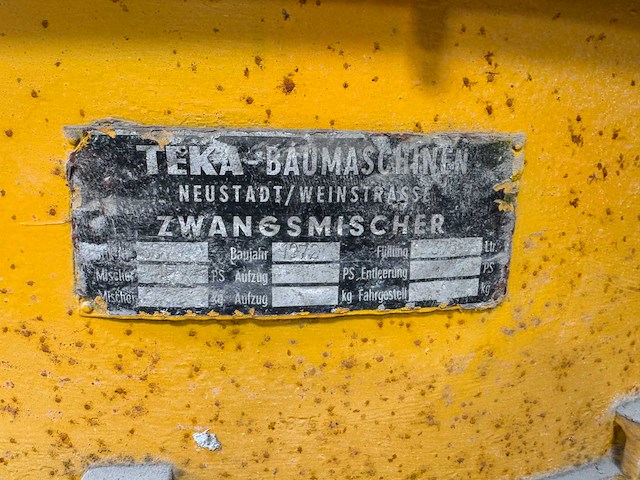 TEKA-BAUMASCHINEN
NEUSTADT/WEINSTRASSE
ZWANGSMISCHER
Baujahr Füllung Ltr
Mischer PS Aufzug PS Entleerung PS
Mischer kg Aufzug kg Fahrgestell kg